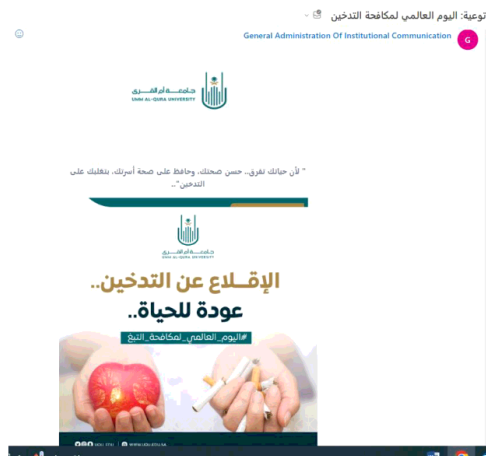 توعية: اليوم العالمي لمكافحة التدخين
General Administration Of Institutional Communication
G
جامعة أم القرى
UMM AL-QURA UNIVERSITY
" لأن حياتك تفرق.. حسن صحتك، وحافظ على صحة أسرتك، بتغلبك على
التدخين"..
جامعة أم القرى
UMM AL-QURA UNIVERSITY
الإقلاع عن التدخين..
عودة للحياة..
#اليوم_العالمي_لمكافحة_التبغ